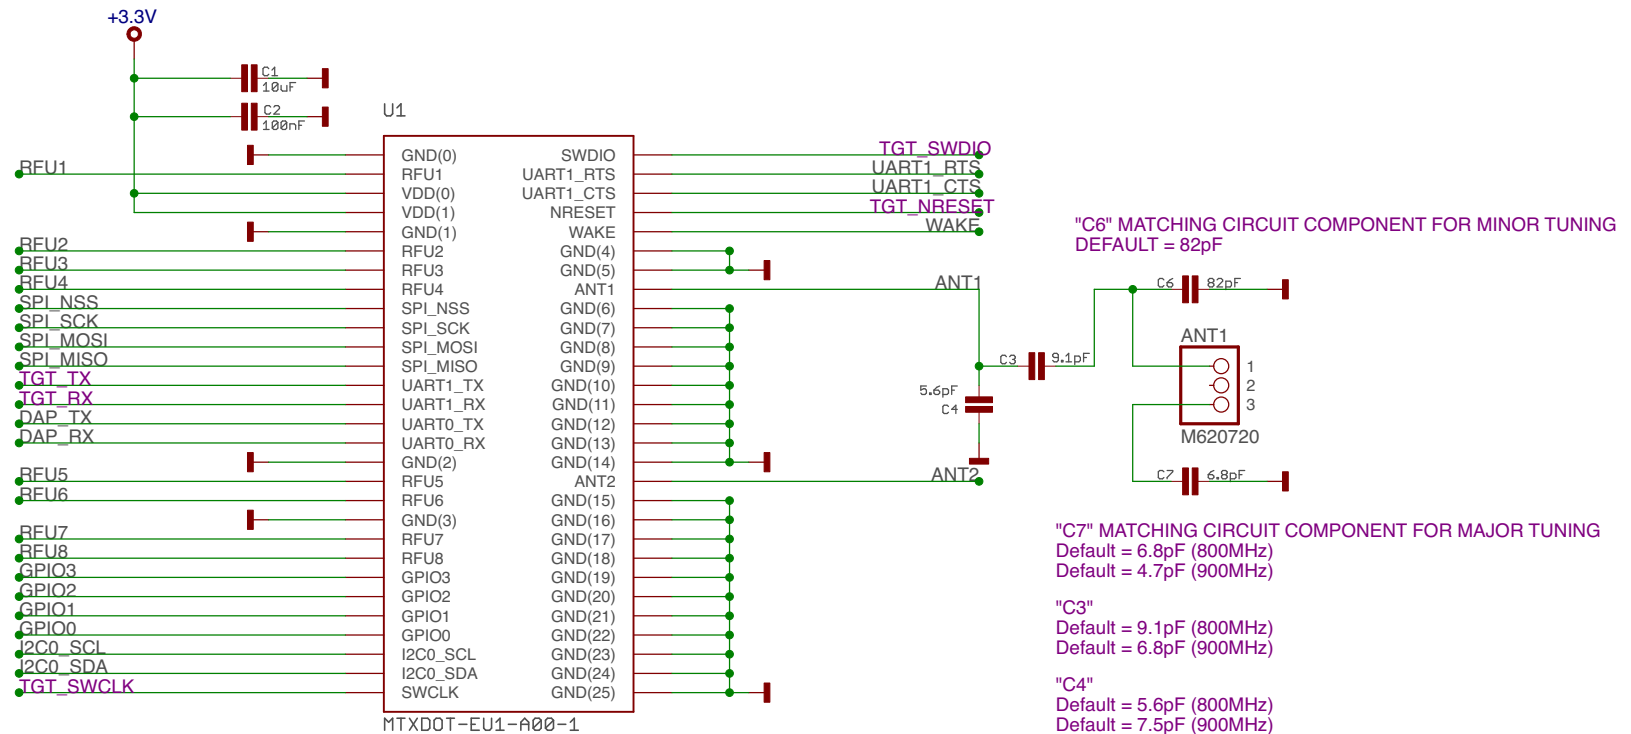 +3.3V
C1
10uF
C2
100nF
U1
RFU1
RFU2
RFU3
RFU4
SPI_NSS
SPI_SCK
SPI_MOSI
SPI_MISO
TGT_TX
TGT_RX
DAP_TX
DAP_RX
RFU5
RFU6
RFU7
RFU8
GPIO3
GPIO2
GPIO1
GPIO0
I2C0_SCL
I2C0_SDA
TGT_SWCLK
GND(0)
RFU1
VDD(0)
VDD(1)
GND(1)
RFU2
RFU3
RFU4
SPI_NSS
SPI_SCK
SPI_MOSI
SPI_MISO
UART1_TX
UART1_RX
UART0_TX
UART0_RX
GND(2)
RFU5
RFU6
GND(3)
RFU7
RFU8
GPIO3
GPIO2
GPIO1
GPIO0
I2C0_SCL
I2C0_SDA
SWCLK
SWDIO
UART1_RTS
UART1_CTS
NRESET
WAKE
GND(4)
GND(5)
ANT1
GND(6)
GND(7)
GND(8)
GND(9)
GND(10)
GND(11)
GND(12)
GND(13)
GND(14)
ANT2
GND(15)
GND(16)
GND(17)
GND(18)
GND(19)
GND(20)
GND(21)
GND(22)
GND(23)
GND(24)
GND(25)
MTXDOT-EU1-A00-1
TGT_SWDIO
UART1_RTS
UART1_CTS
TGT_NRESET
WAKE
ANT1
C3 9.1pF
5.6pF
C4
ANT2
"C6" MATCHING CIRCUIT COMPONENT FOR MINOR TUNING
DEFAULT = 82pF
C6 82pF
ANT1
1
2
3
M620720
C7 6.8pF
"C7" MATCHING CIRCUIT COMPONENT FOR MAJOR TUNING
Default = 6.8pF (800MHz)
Default = 4.7pF (900MHz)
"C3"
Default = 9.1pF (800MHz)
Default = 6.8pF (900MHz)
"C4"
Default = 5.6pF (800MHz)
Default = 7.5pF (900MHz)